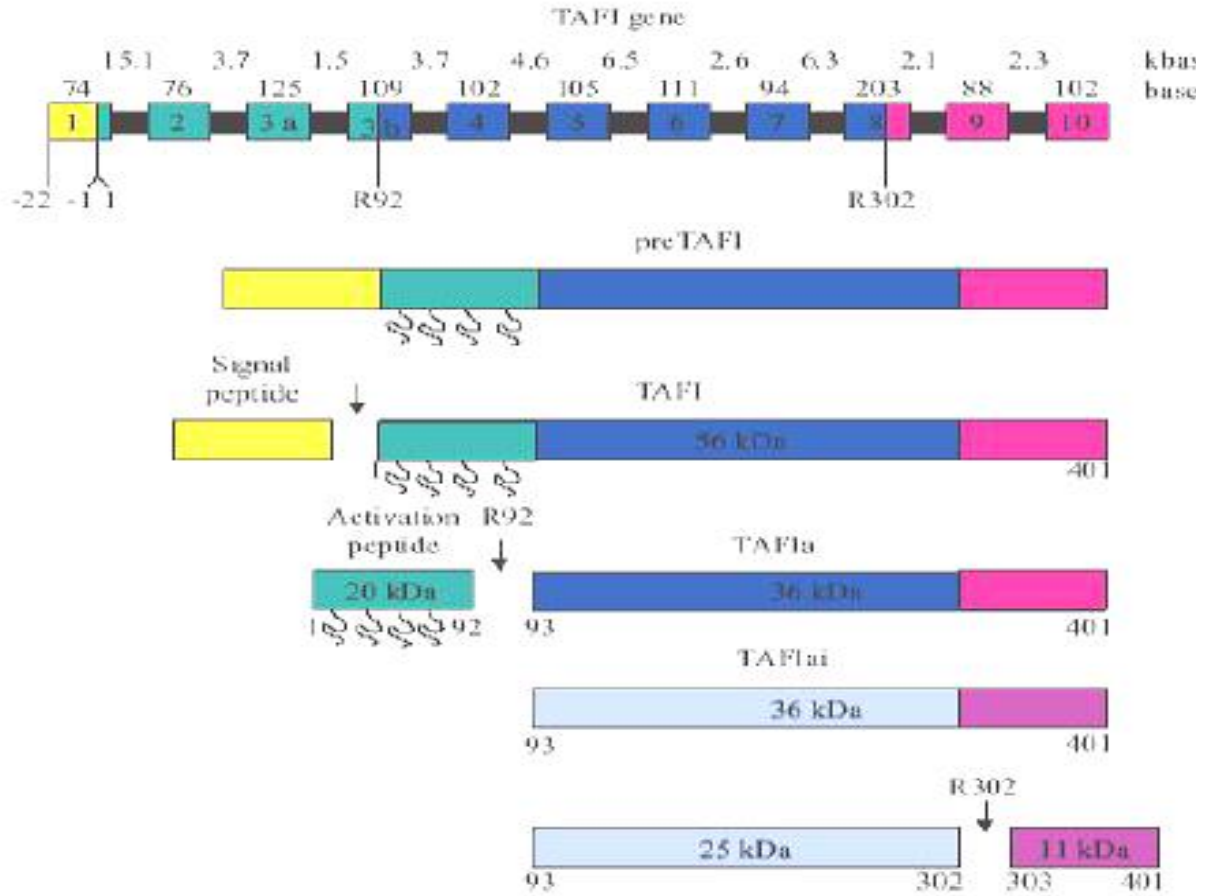 TAFI gene
15.1 3.7 1.5 3.7 4.6 6.5 2.6 6.3 2.1 2.3
74 76 125 109 102 105 111 94 203 88 102 base
1 2 3a 3b 4 5 6 7 8 9 10
-22 -1 1 R92 R302
preTAFI
Signal
peptide TAFI
56 kDa
1 401
Activation R92
peptide TAFIa
20 kDa 36 kDa
1 92 93 401
TAFIai
36 kDa
93 401
R302
25 kDa 11 kDa
93 302 303 401